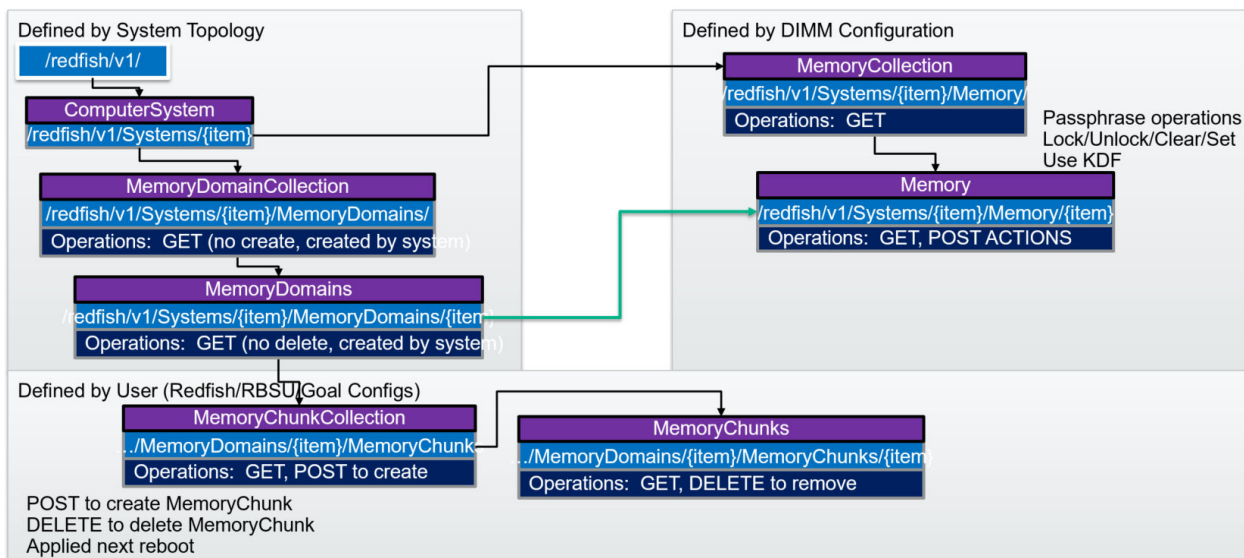 Defined by System Topology
/redfish/v1/
ComputerSystem
/redfish/v1/Systems/{item}
MemoryDomainCollection
/redfish/v1/Systems/{item}/MemoryDomains/
Operations: GET (no create, created by system)
MemoryDomains
/redfish/v1/Systems/{item}/MemoryDomains/{item}
Operations: GET (no delete, created by system)
Defined by DIMM Configuration
MemoryCollection
/redfish/v1/Systems/{item}/Memory/
Operations: GET
Passphrase operations
Lock/Unlock/Clear/Set
Use KDF
Memory
/redfish/v1/Systems/{item}/Memory/{item}
Operations: GET, POST ACTIONS
Defined by User (Redfish/RBSU/Goal Configs)
MemoryChunkCollection
…/MemoryDomains/{item}/MemoryChunks
Operations: GET, POST to create
MemoryChunks
…/MemoryDomains/{item}/MemoryChunks/{item}
Operations: GET, DELETE to remove
POST to create MemoryChunk
DELETE to delete MemoryChunk
Applied next reboot